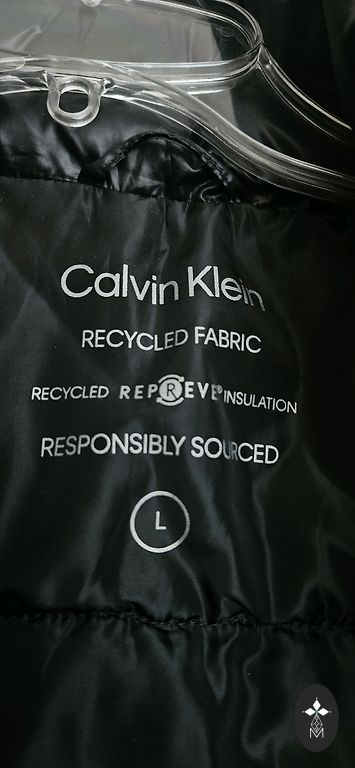 Calvin Klein
RECYCLED FABRIC
RECYCLED REPREVE® INSULATION
RESPONSIBLY SOURCED
L
M